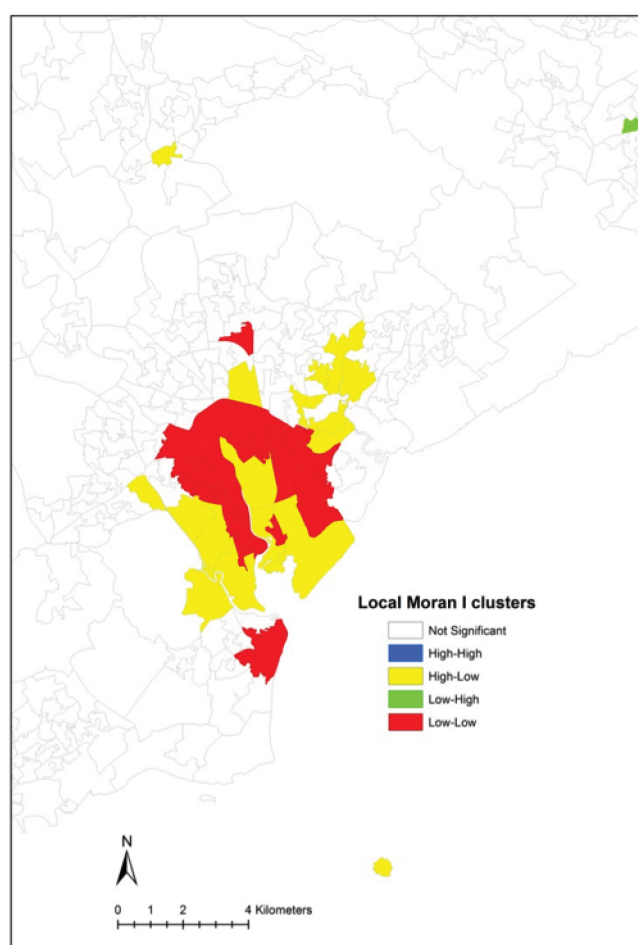 Local Moran I clusters
Not Significant
High-High
High-Low
Low-High
Low-Low
N
0 1 2 4 Kilometers